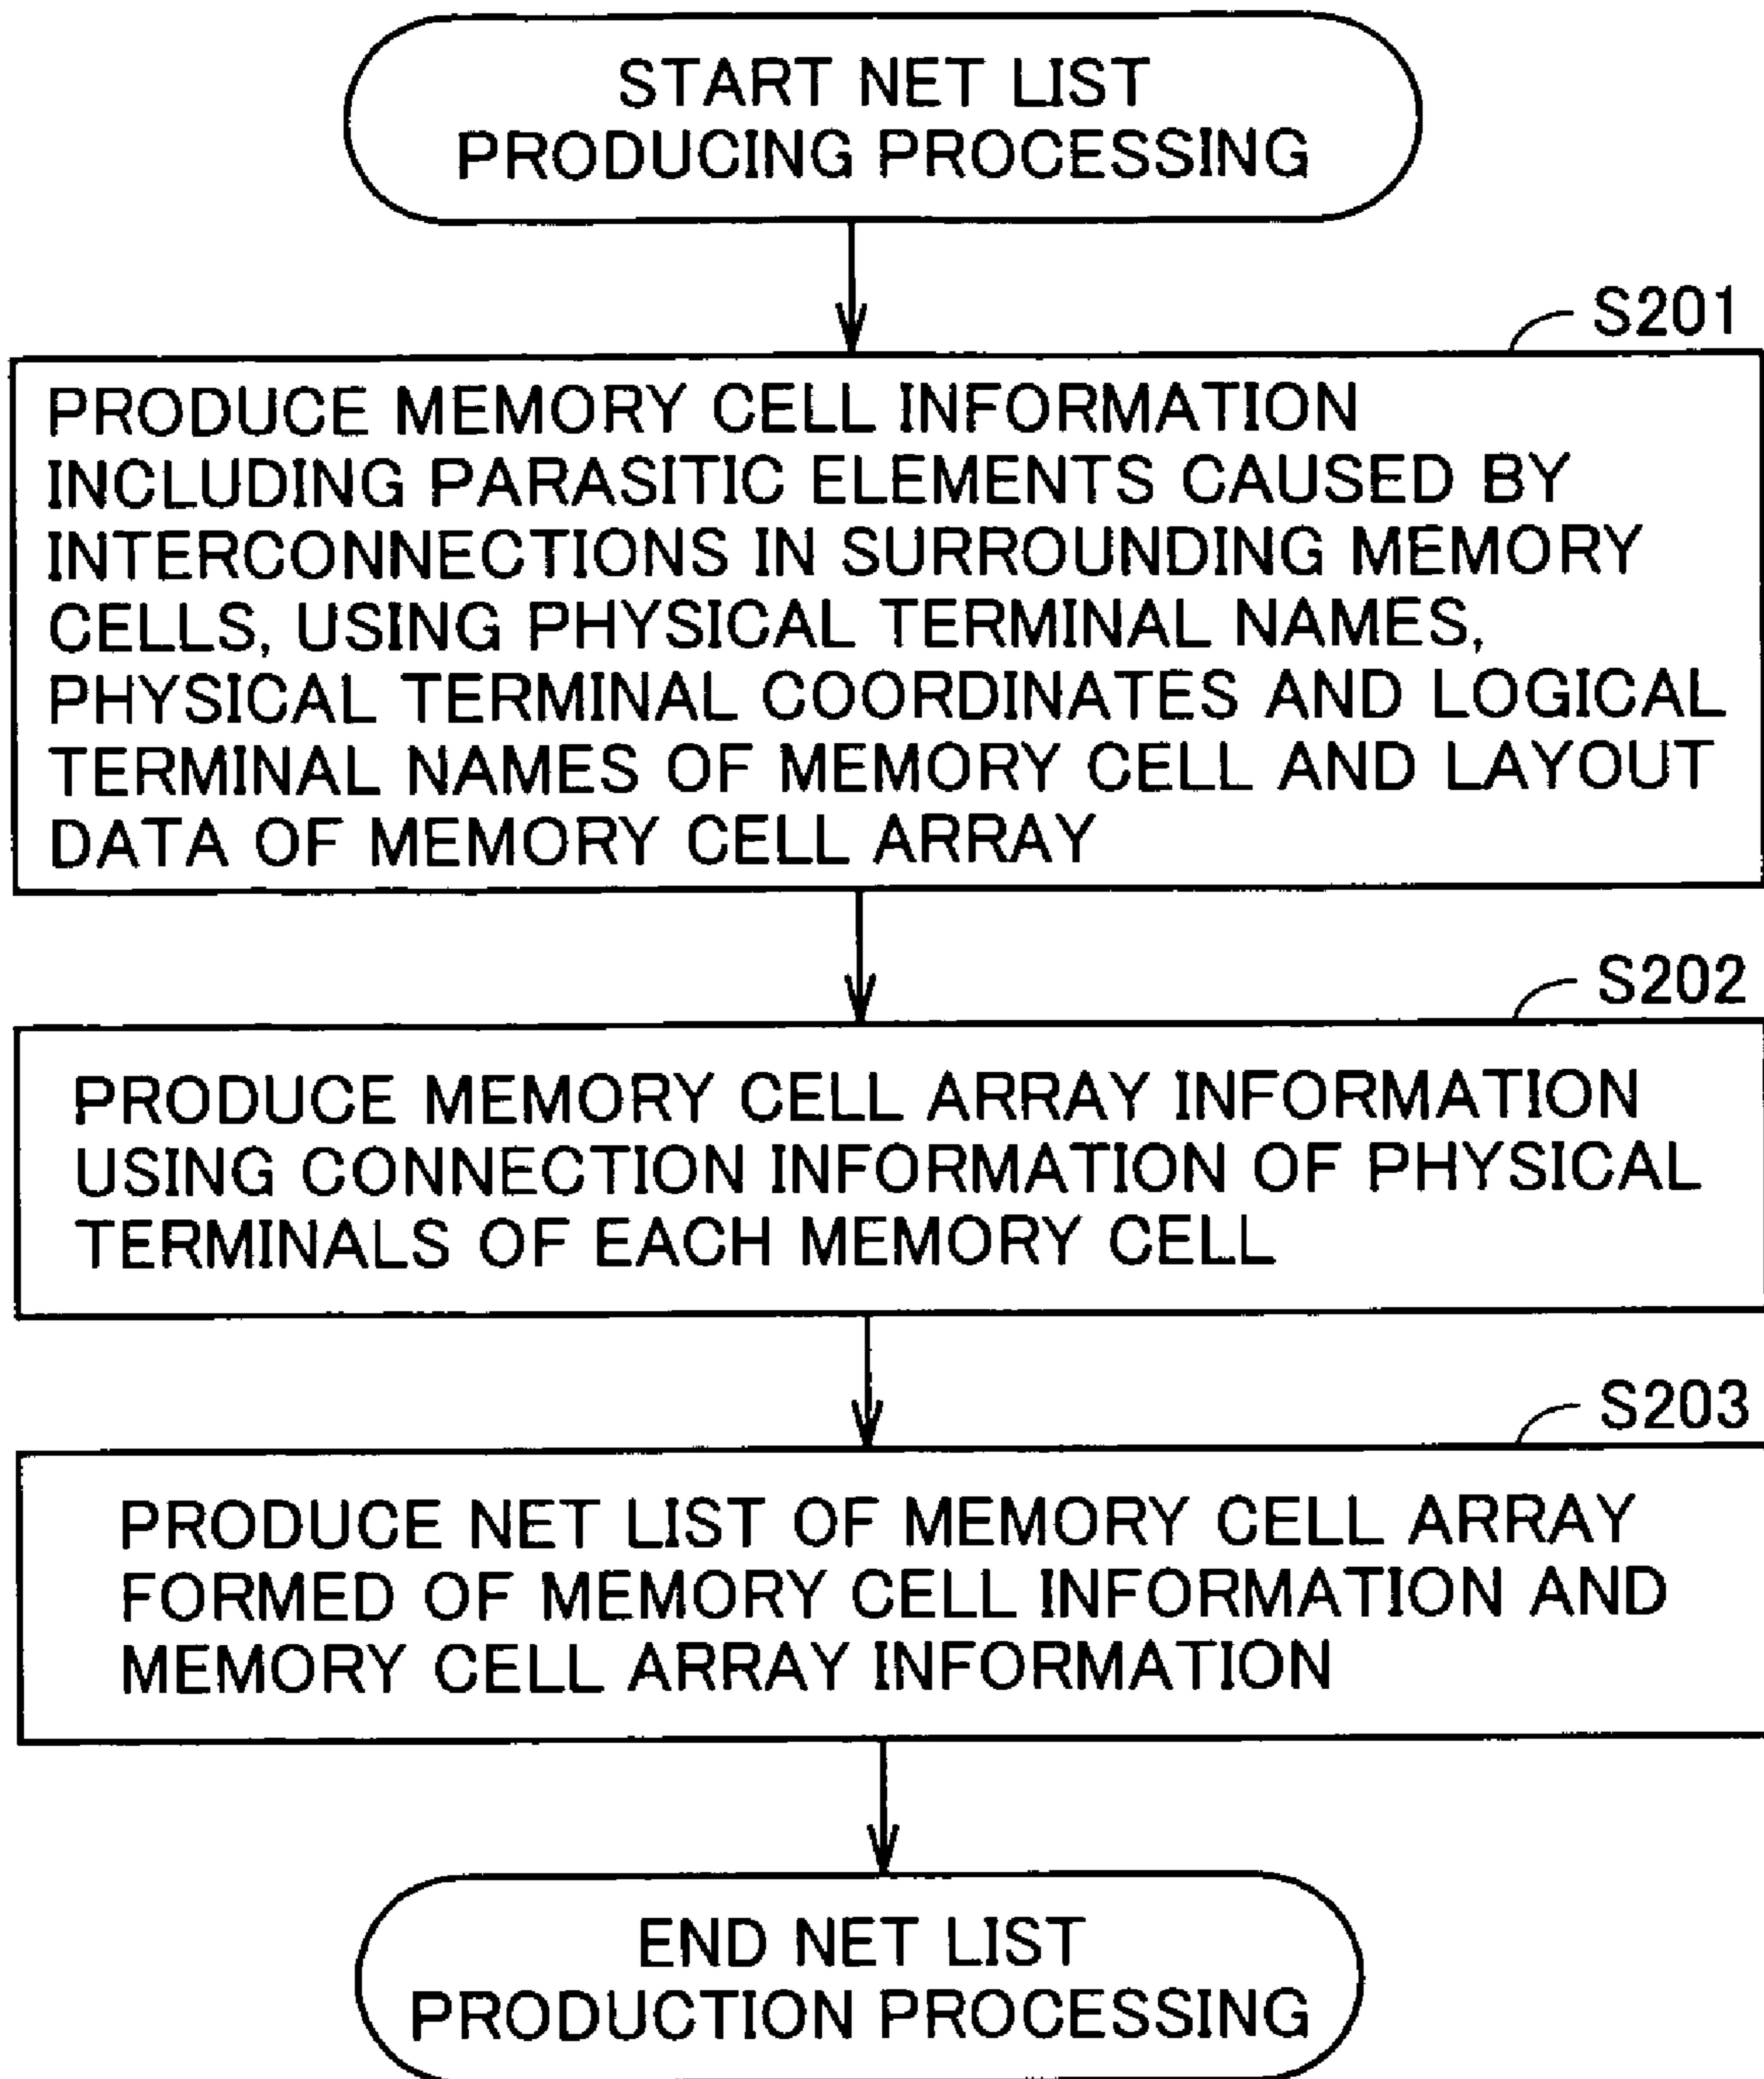 START NET LIST
PRODUCING PROCESSING
S201
PRODUCE MEMORY CELL INFORMATION
INCLUDING PARASITIC ELEMENTS CAUSED BY
INTERCONNECTIONS IN SURROUNDING MEMORY
CELLS, USING PHYSICAL TERMINAL NAMES,
PHYSICAL TERMINAL COORDINATES AND LOGICAL
TERMINAL NAMES OF MEMORY CELL AND LAYOUT
DATA OF MEMORY CELL ARRAY
S202
PRODUCE MEMORY CELL ARRAY INFORMATION
USING CONNECTION INFORMATION OF PHYSICAL
TERMINALS OF EACH MEMORY CELL
S203
PRODUCE NET LIST OF MEMORY CELL ARRAY
FORMED OF MEMORY CELL INFORMATION AND
MEMORY CELL ARRAY INFORMATION
END NET LIST
PRODUCTION PROCESSING